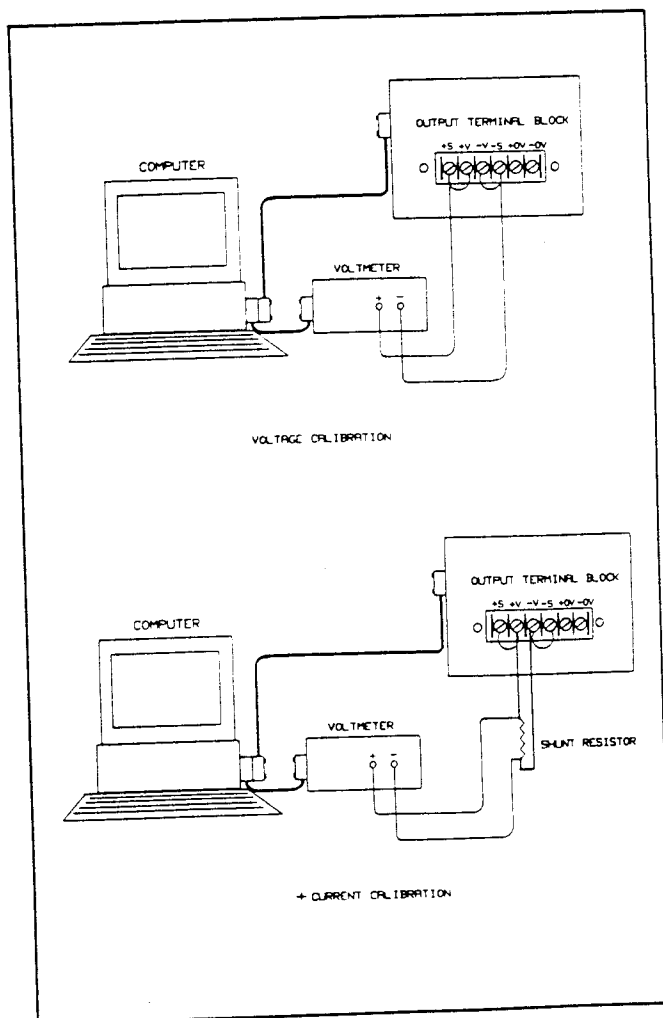 OUTPUT TERMINAL BLOCK
+S +V -V -S +OV -OV
COMPUTER
VOLTMETER
+ -
VOLTAGE CALIBRATION
OUTPUT TERMINAL BLOCK
+S +V -V -S +OV -OV
COMPUTER
VOLTMETER
+ -
SHUNT RESISTOR
+ CURRENT CALIBRATION